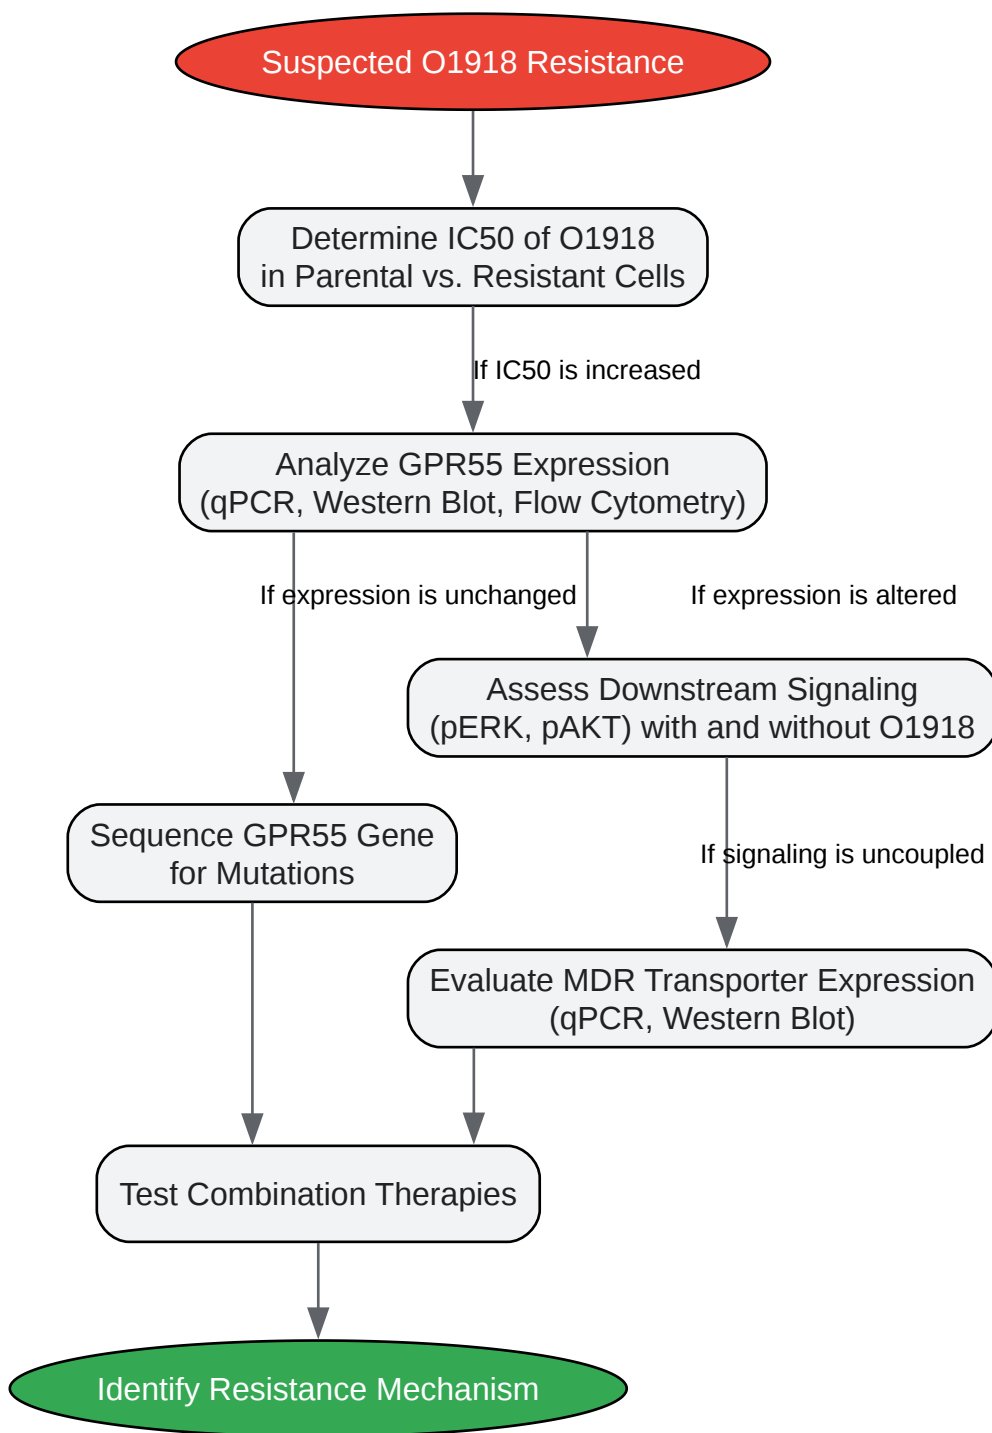 Suspected O1918 Resistance
Determine IC50 of O1918
in Parental vs. Resistant Cells
If IC50 is increased
Analyze GPR55 Expression
(qPCR, Western Blot, Flow Cytometry)
If expression is unchanged
If expression is altered
Assess Downstream Signaling
(pERK, pAKT) with and without O1918
Sequence GPR55 Gene
for Mutations
If signaling is uncoupled
Evaluate MDR Transporter Expression
(qPCR, Western Blot)
Test Combination Therapies
Identify Resistance Mechanism